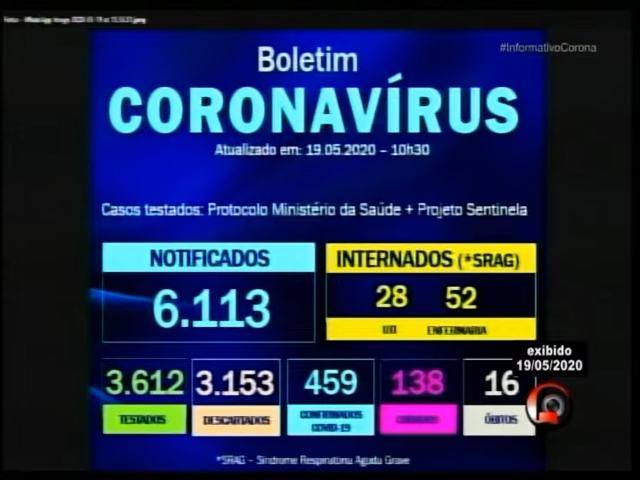 #InformativoCorona
Boletim
CORONAVÍRUS
Atualizado em: 19.05.2020 – 10h30
Casos testados: Protocolo Ministério da Saúde + Projeto Sentinela
NOTIFICADOS
6.113
INTERNADOS (*SRAG)
28 52
UTI ENFERMARIA
3.612
TESTADOS
3.153
DESCARTADOS
459
CONFIRMADOS
COVID-19
138
CURADOS
16
ÓBITOS
exibido
19/05/2020
*SRAG – Síndrome Respiratória Aguda Grave